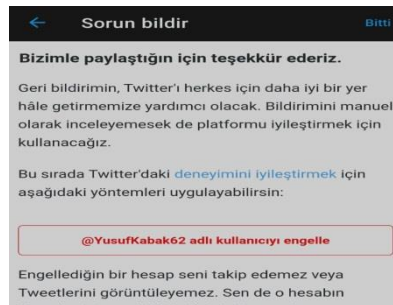 Sorun bildir
Bitti
Bizimle paylaştığın için teşekkür ederiz.
Geri bildirimin, Twitter'ı herkes için daha iyi bir yer
hâle getirmemize yardımcı olacak. Bildirimini manuel
olarak inceleyemesek de platformu iyileştirmek için
kullanacağız.
Bu sırada Twitter'daki deneyimini iyileştirmek için
aşağıdaki yöntemleri uygulayabilirsin:
@YusufKabak62 adlı kullanıcıyı engelle
Engellediğin bir hesap seni takip edemez veya
Tweetlerini görüntüleyemez. Sen de o hesabın